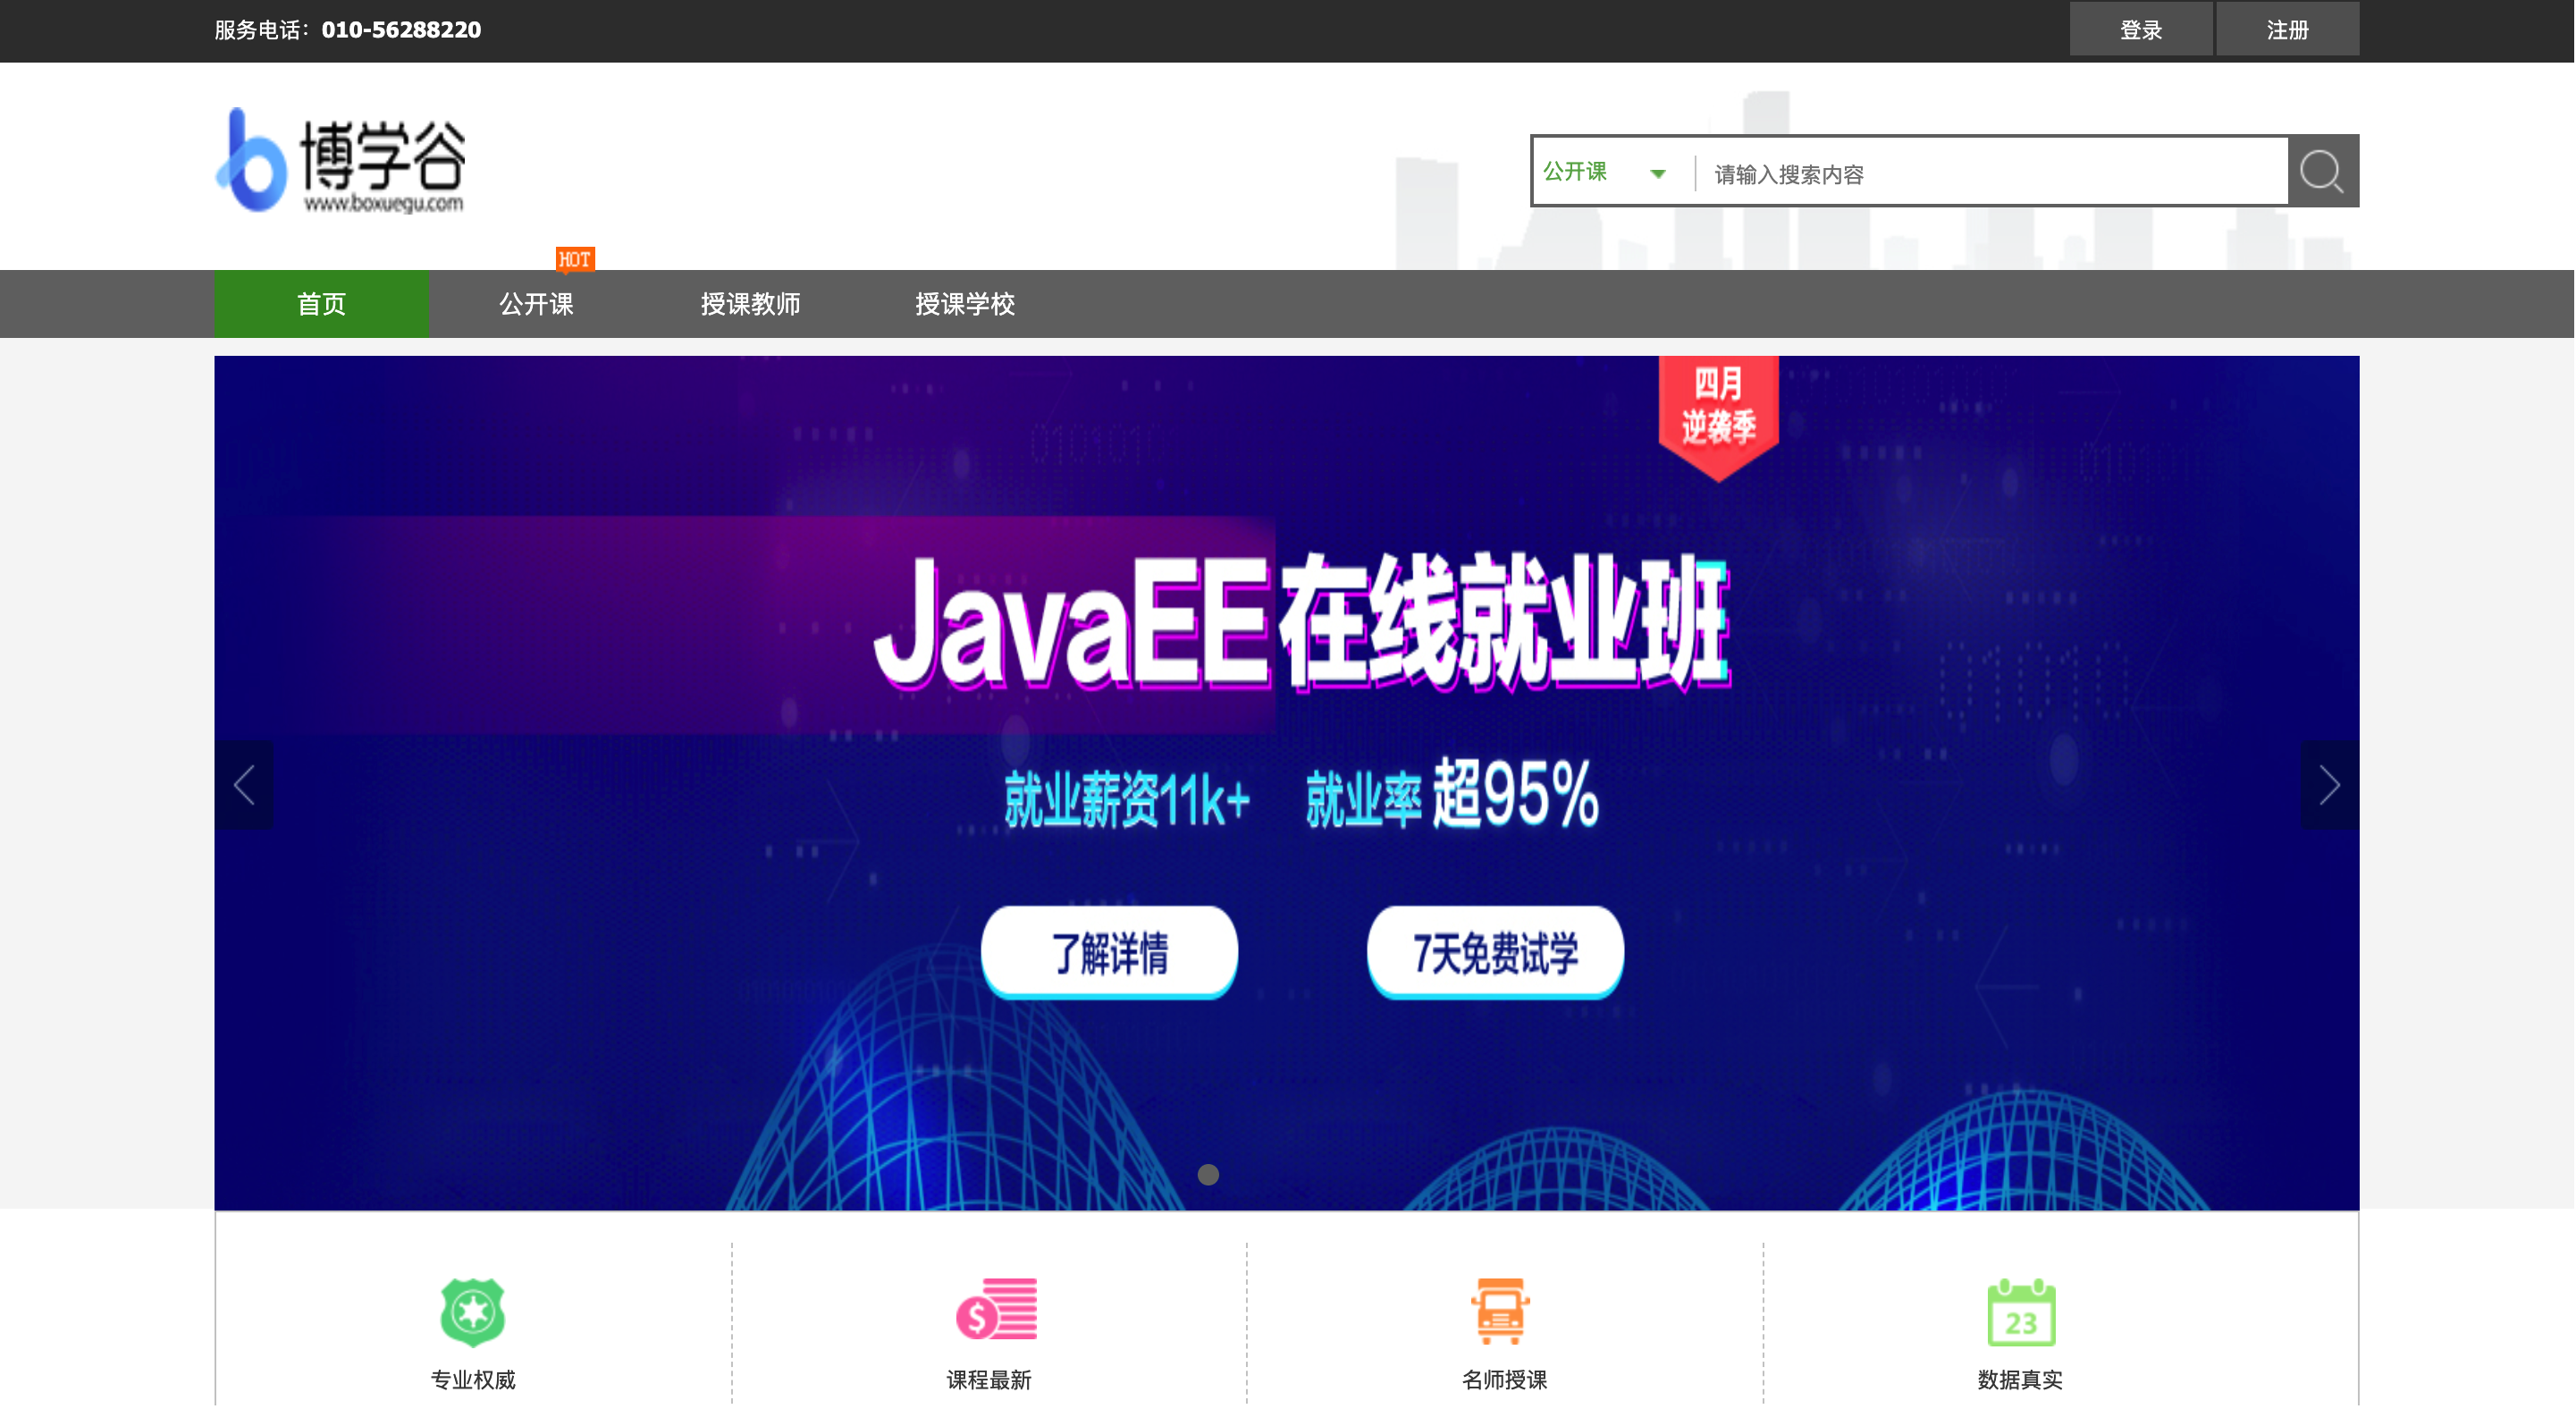 服务电话：010-56288220
登录
注册
博学谷
www.boxuegu.com
公开课
请输入搜索内容
HOT
首页
公开课
授课教师
授课学校
四月
逆袭季
JavaEE在线就业班
就业薪资11k+ 就业率 超95%
了解详情
7天免费试学
23
专业权威
课程最新
名师授课
数据真实